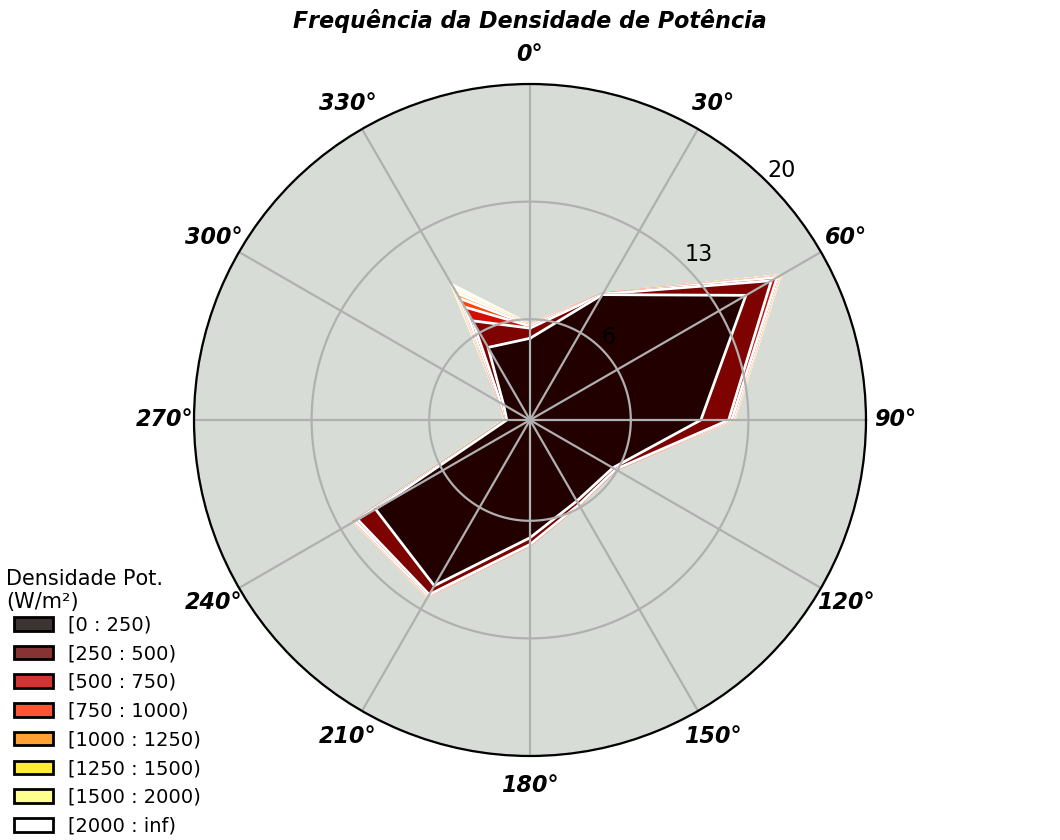 Frequência da Densidade de Potência
0°
330°
30°
20
300°
60°
13
6
270°
90°
240°
120°
210°
150°
180°
Densidade Pot.
(W/m²)
[0 : 250)
[250 : 500)
[500 : 750)
[750 : 1000)
[1000 : 1250)
[1250 : 1500)
[1500 : 2000)
[2000 : inf)